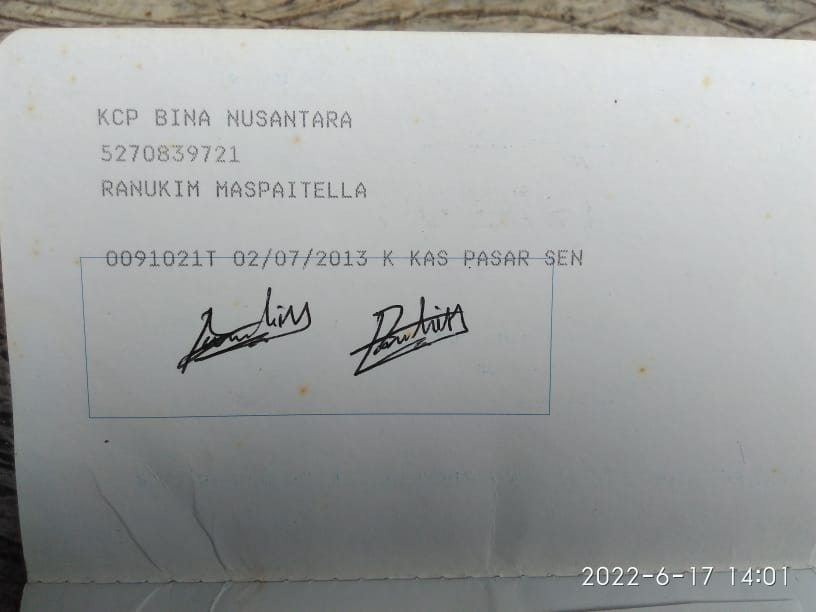 KCP BINA NUSANTARA
5270839721
RANUKIM MASPAITELLA
0091021T 02/07/2013 K KAS PASAR SEN
2022-6-17 14:01